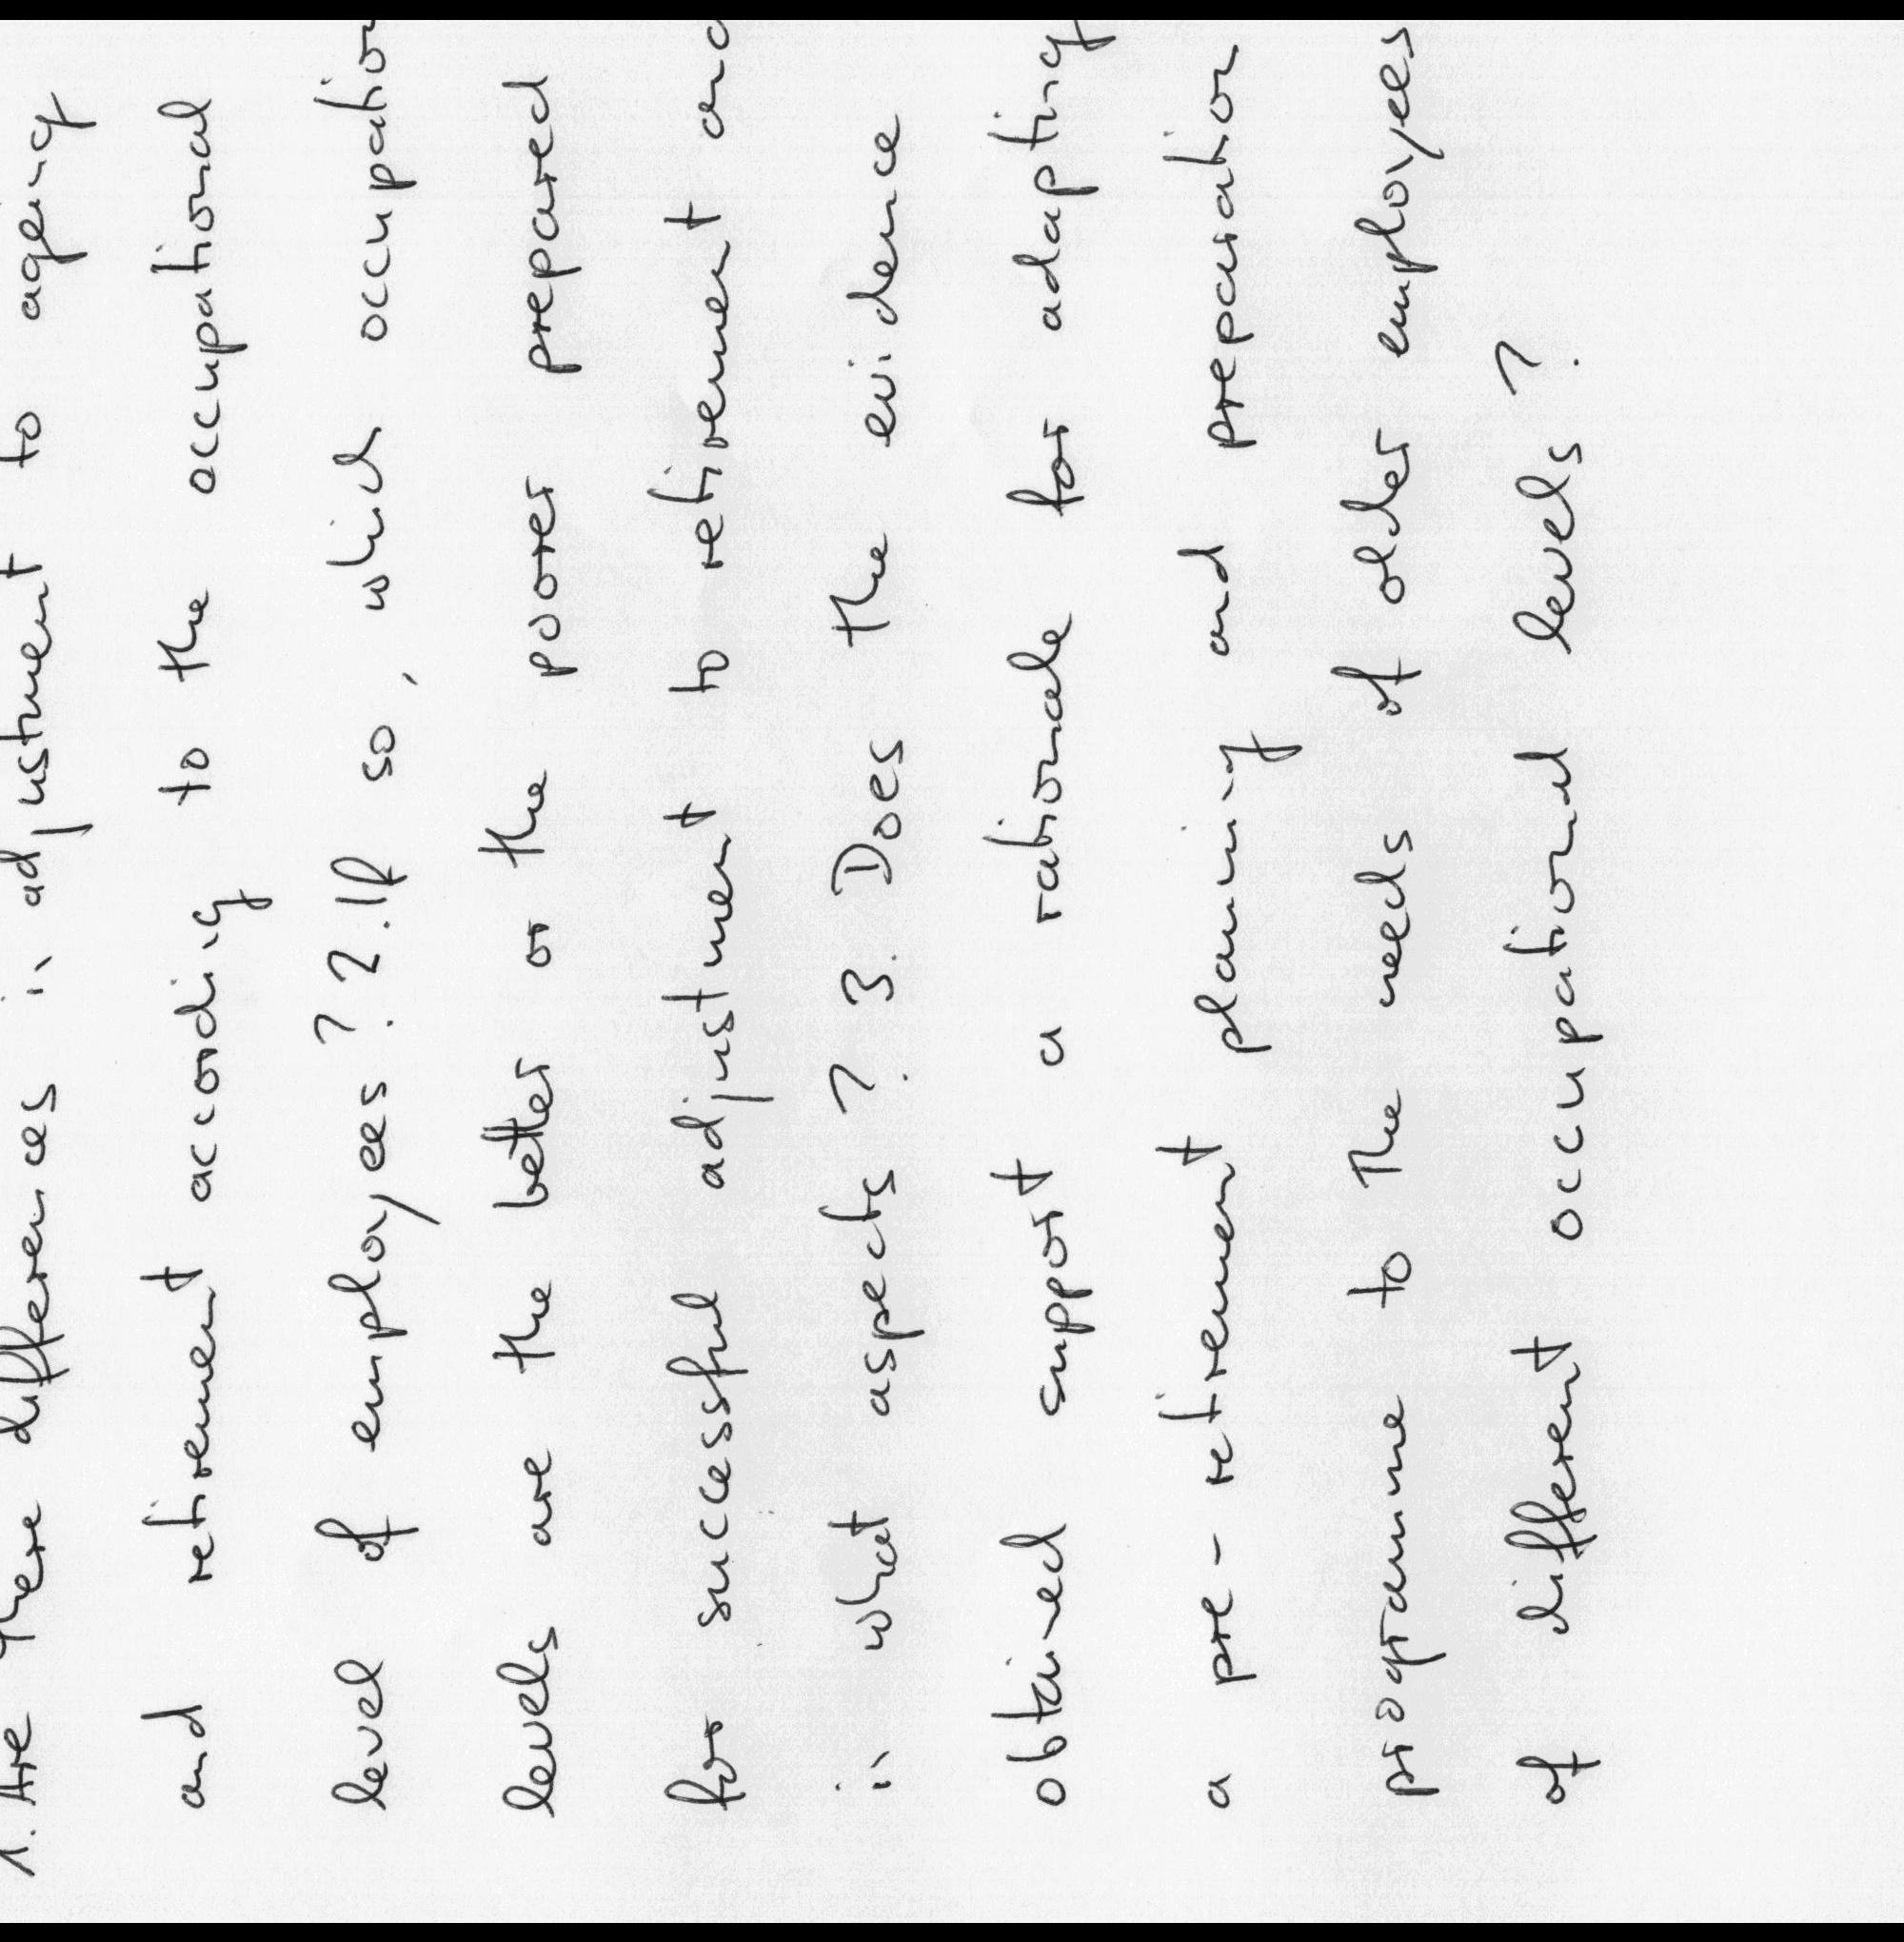 1. Are there differences in adjustment to ageing
and retirement according to the occupational
level of employees? 2. If so, which occupation
levels are the better or the poorer prepared
for successful adjustment to retirement and
in what aspects? 3. Does the evidence
obtained support a rationale for adapting
a pre-retirement planning and preparation
programme to the needs of older employees
of different occupational levels?